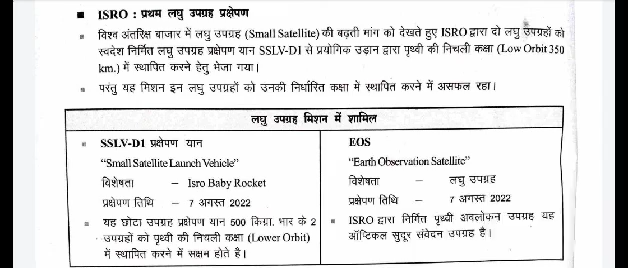 ■ ISRO : प्रथम लघु उपग्रह प्रक्षेपण
▪ विश्व अंतरिक्ष बाजार में लघु उपग्रह (Small Satellite) की बढ़ती मांग को देखते हुए ISRO द्वारा दो लघु उपग्रहों को
स्वदेश निर्मित लघु उपग्रह प्रक्षेपण यान SSLV-D1 से प्रयोगिक उड़ान द्वारा पृथ्वी की निचली कक्षा (Low Orbit 350
km.) में स्थापित करने हेतु भेजा गया।
▪ परंतु यह मिशन इन लघु उपग्रहों को उनकी निर्धारित कक्षा में स्थापित करने में असफल रहा।
लघु उपग्रह मिशन में शामिल
▪ SSLV-D1 प्रक्षेपण यान
“Small Satellite Launch Vehicle”
विशेषता – Isro Baby Rocket
प्रक्षेपण तिथि – 7 अगस्त 2022
▪ यह छोटा उपग्रह प्रक्षेपण यान 500 किग्रा. भार के 2
उपग्रहों को पृथ्वी की निचली कक्षा (Lower Orbit)
में स्थापित करने में सक्षम होते है।
EOS
“Earth Observation Satellite”
विशेषता – लघु उपग्रह
प्रक्षेपण तिथि – 7 अगस्त 2022
▪ ISRO द्वारा निर्मित पृथ्वी अवलोकन उपग्रह यह
ऑप्टिकल सुदूर संवेदन उपग्रह है।